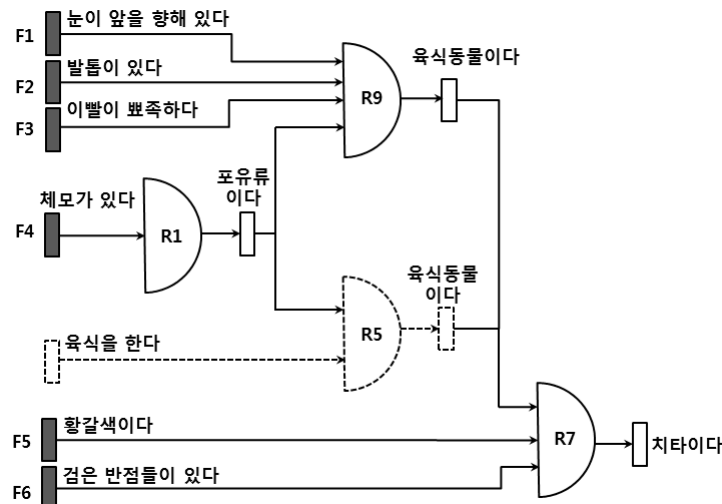 눈이 앞을 향해 있다
F1
발톱이 있다
육식동물이다
F2
R9
이빨이 뾰족하다
F3
체모가 있다
포유류
이다
F4
R1
육식동물
이다
육식을 한다
R5
황갈색이다
F5
R7
치타이다
검은 반점들이 있다
F6